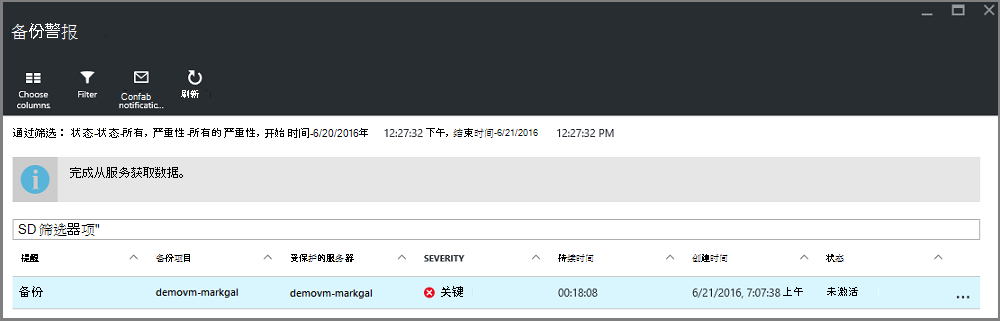 备份警报
Choose columns
Filter
Confab notificatic...
刷新
通过筛选： 状态-状态-所有，严重性-所有的严重性，开始 时间-6/20/2016年 12:27:32 下午，结束时间-6/21/2016 12:27:32 PM
完成从服务获取数据。
SD 筛选器项"
提醒 备份项目 受保护的服务器 SEVERITY 持续时间 创建时间 状态
备份 demovm-markgal demovm-markgal 关键 00:18:08 6/21/2016, 7:07:38 上午 未激活 ...